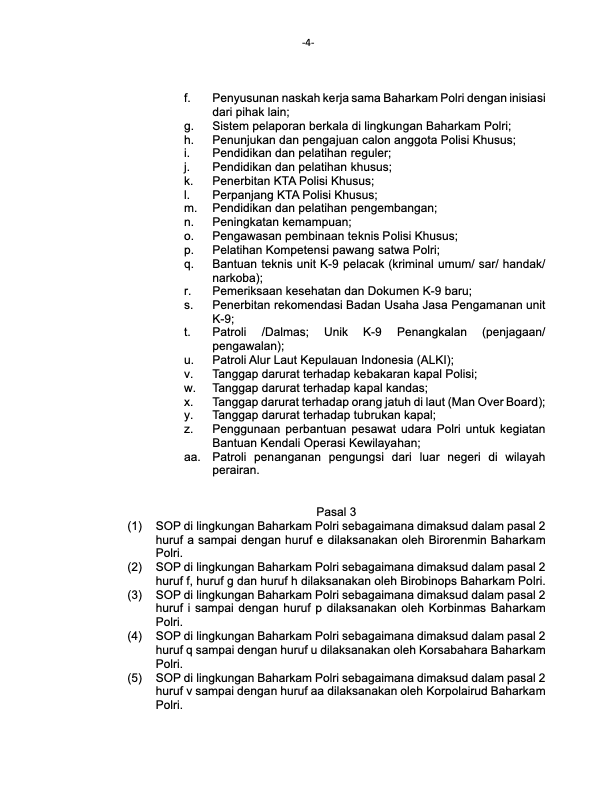 -4-
f. Penyusunan naskah kerja sama Baharkam Polri dengan inisiasi
dari pihak lain;
g. Sistem pelaporan berkala di lingkungan Baharkam Polri;
h. Penunjukan dan pengajuan calon anggota Polisi Khusus;
i. Pendidikan dan pelatihan reguler;
j. Pendidikan dan pelatihan khusus;
k. Penerbitan KTA Polisi Khusus;
l. Perpanjang KTA Polisi Khusus;
m. Pendidikan dan pelatihan pengembangan;
n. Peningkatan kemampuan;
o. Pengawasan pembinaan teknis Polisi Khusus;
p. Pelatihan Kompetensi pawang satwa Polri;
q. Bantuan teknis unit K-9 pelacak (kriminal umum/ sar/ handak/
narkoba);
r. Pemeriksaan kesehatan dan Dokumen K-9 baru;
s. Penerbitan rekomendasi Badan Usaha Jasa Pengamanan unit
K-9;
t. Patroli /Dalmas; Unik K-9 Penangkalan (penjagaan/
pengawalan);
u. Patroli Alur Laut Kepulauan Indonesia (ALKI);
v. Tanggap darurat terhadap kebakaran kapal Polisi;
w. Tanggap darurat terhadap kapal kandas;
x. Tanggap darurat terhadap orang jatuh di laut (Man Over Board);
y. Tanggap darurat terhadap tubrukan kapal;
z. Penggunaan perbantuan pesawat udara Polri untuk kegiatan
Bantuan Kendali Operasi Kewilayahan;
aa. Patroli penanganan pengungsi dari luar negeri di wilayah
perairan.
Pasal 3
(1) SOP di lingkungan Baharkam Polri sebagaimana dimaksud dalam pasal 2
huruf a sampai dengan huruf e dilaksanakan oleh Birorenmin Baharkam
Polri.
(2) SOP di lingkungan Baharkam Polri sebagaimana dimaksud dalam pasal 2
huruf f, huruf g dan huruf h dilaksanakan oleh Birobinops Baharkam Polri.
(3) SOP di lingkungan Baharkam Polri sebagaimana dimaksud dalam pasal 2
huruf i sampai dengan huruf p dilaksanakan oleh Korbinmas Baharkam
Polri.
(4) SOP di lingkungan Baharkam Polri sebagaimana dimaksud dalam pasal 2
huruf q sampai dengan huruf u dilaksanakan oleh Korsabahara Baharkam
Polri.
(5) SOP di lingkungan Baharkam Polri sebagaimana dimaksud dalam pasal 2
huruf v sampai dengan huruf aa dilaksanakan oleh Korpolairud Baharkam
Polri.